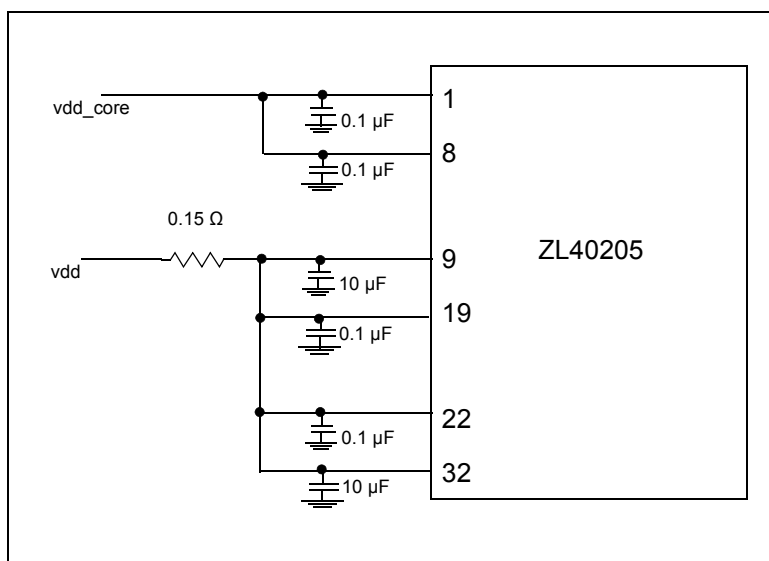 vdd_core
1
0.1 µF
8
0.1 µF
0.15 Ω
vdd
9
ZL40205
10 µF
19
0.1 µF
22
0.1 µF
32
10 µF